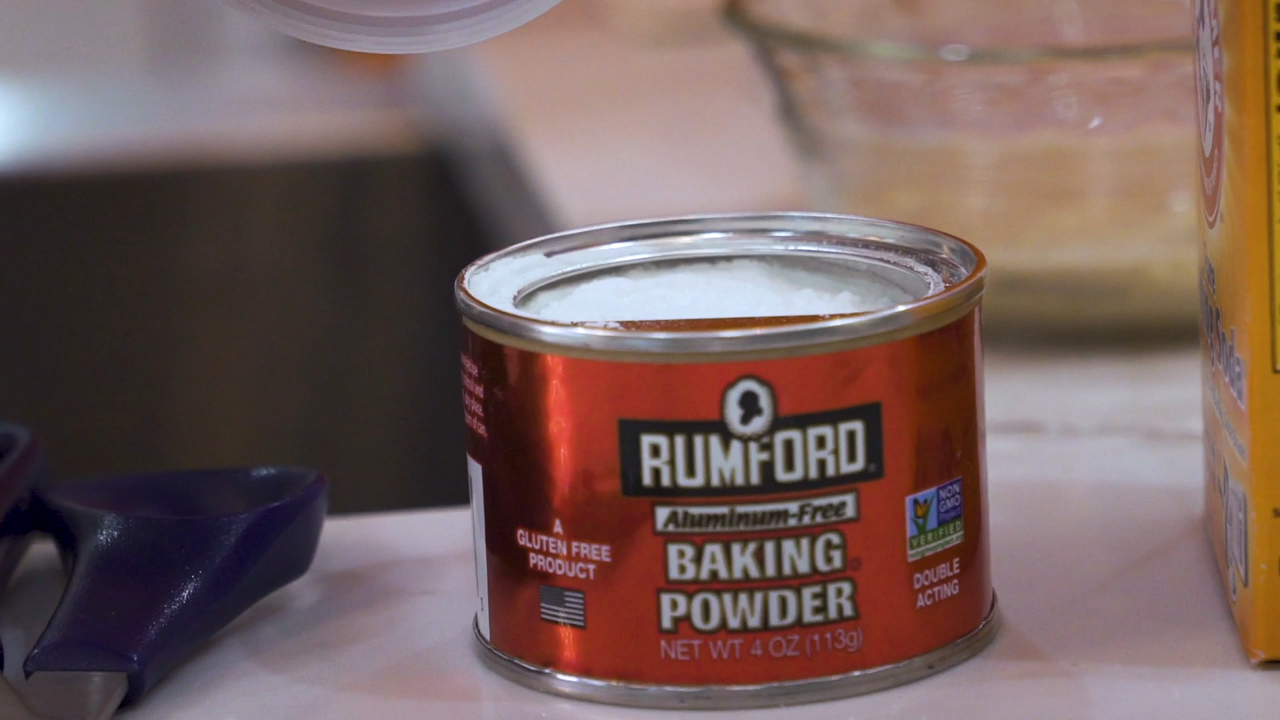 RUMFORD
Aluminum-Free
BAKING
POWDER
NET WT 4 OZ (113g)
A
GLUTEN FREE
PRODUCT
NON
GMO
VERIFIED
DOUBLE
ACTING